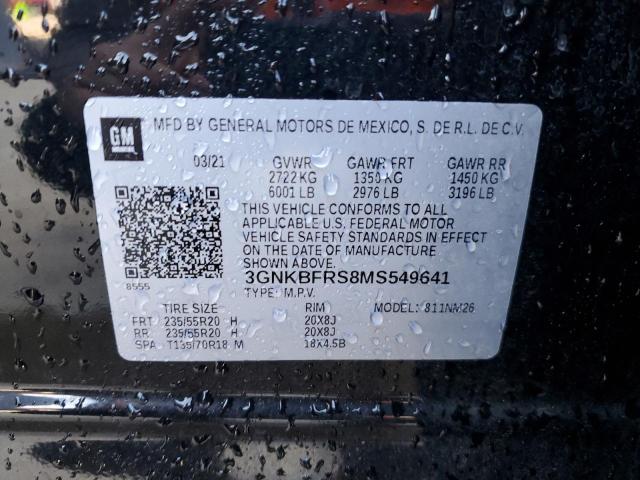 GM
MFD BY GENERAL MOTORS DE MEXICO, S. DE R.L. DE C.V.
03/21 GVWR GAWR FRT GAWR RR
2722 KG 1350 KG 1450 KG
6001 LB 2976 LB 3196 LB
THIS VEHICLE CONFORMS TO ALL
APPLICABLE U.S. FEDERAL MOTOR
VEHICLE SAFETY STANDARDS IN EFFECT
ON THE DATE OF MANUFACTURE
SHOWN ABOVE.
8555
3GNKBFRS8MS549641
TYPE: M.P.V. MODEL: 811NM26
TIRE SIZE RIM
FRT 235/55R20 H 20X8J
RR 235/55R20 H 20X8J
SPA T135/70R18 M 18X4.5B